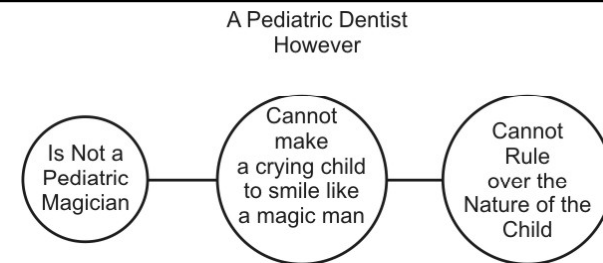 A Pediatric Dentist
However
Is Not a
Pediatric
Magician
Cannot
make
a crying child
to smile like
a magic man
Cannot
Rule
over the
Nature of the
Child